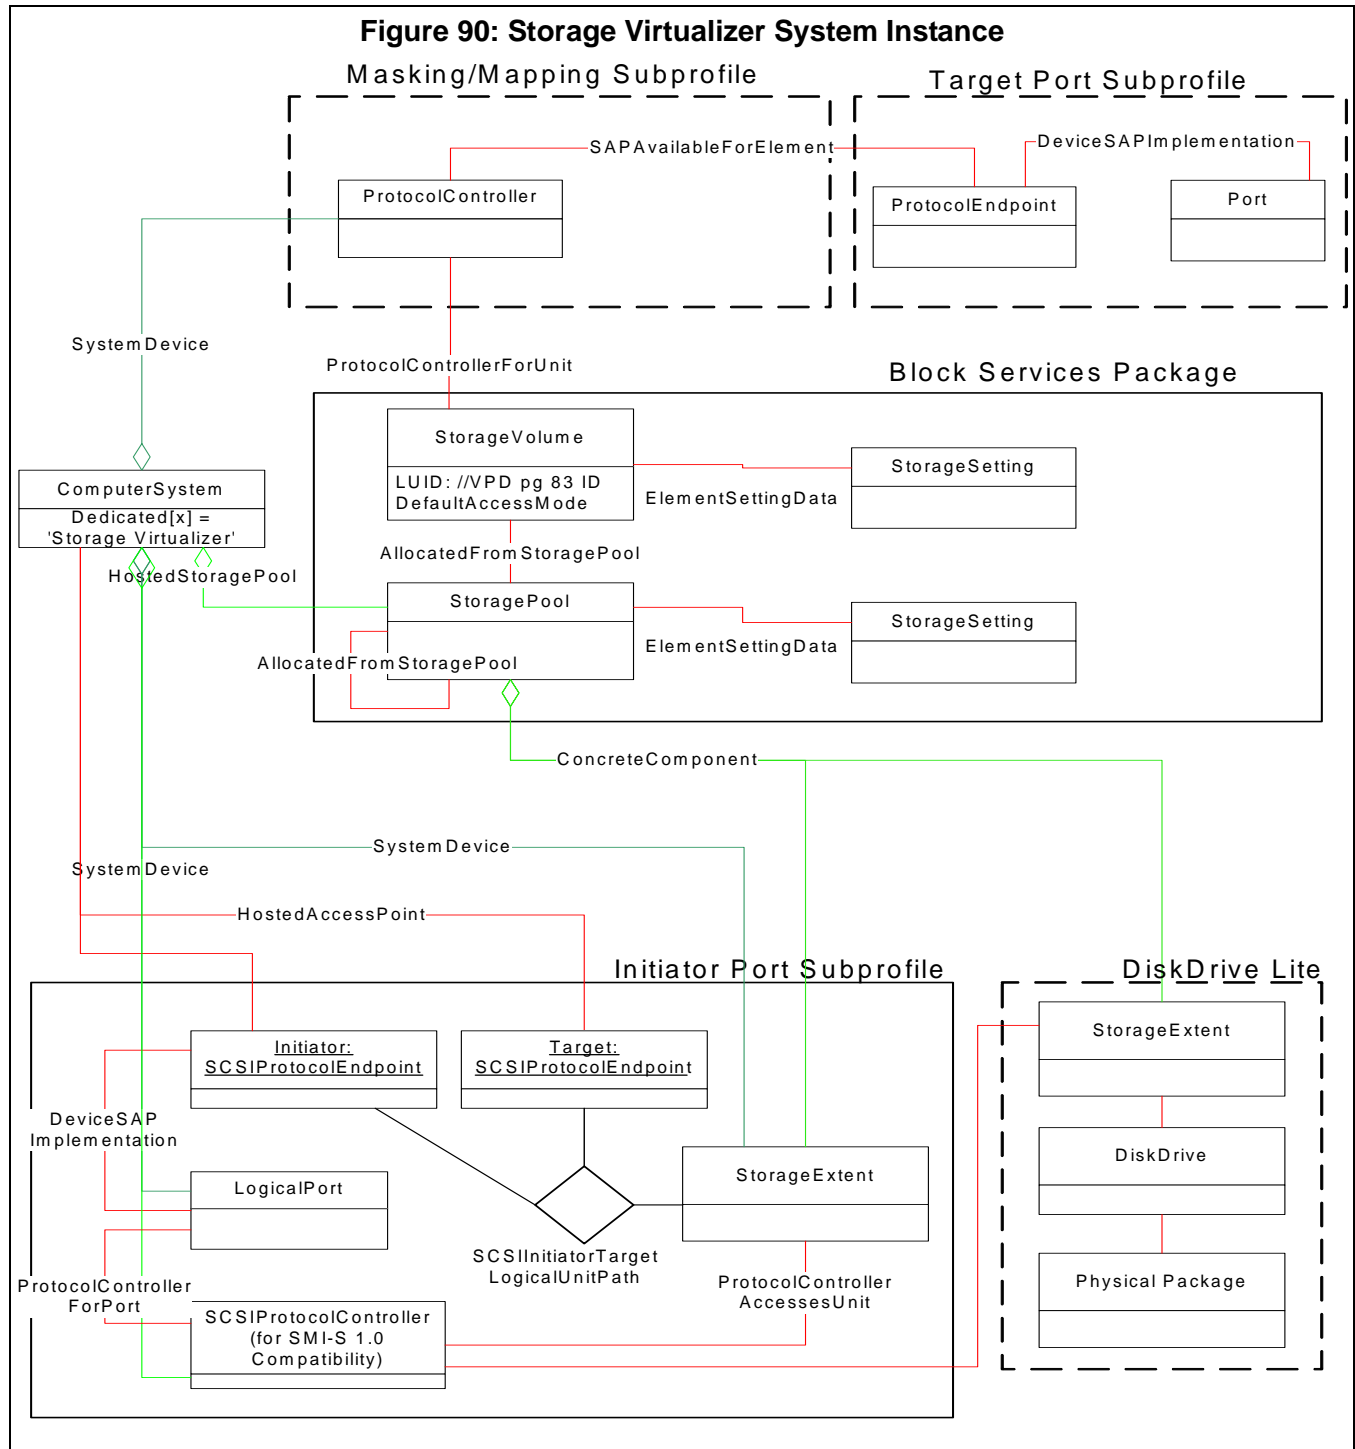 Figure 90: Storage Virtualizer System Instance
Masking/Mapping Subprofile
Target Port Subprofile
SAPAvailableForElement
DeviceSAPImplementation
ProtocolController
ProtocolEndpoint
Port
SystemDevice
ProtocolControllerForUnit
Block Services Package
StorageVolume
LUID: //VPD pg 83 ID
DefaultAccessMode
StorageSetting
ElementSettingData
ComputerSystem
Dedicated[x] =
'Storage Virtualizer'
AllocatedFromStoragePool
HostedStoragePool
StoragePool
StorageSetting
ElementSettingData
AllocatedFromStoragePool
ConcreteComponent
SystemDevice
SystemDevice
HostedAccessPoint
Initiator Port Subprofile
DiskDrive Lite
Initiator:
SCSIProtocolEndpoint
Target:
SCSIProtocolEndpoint
StorageExtent
DeviceSAP
Implementation
DiskDrive
LogicalPort
StorageExtent
SCSIInitiatorTarget
LogicalUnitPath
ProtocolController
AccessesUnit
Physical Package
ProtocolController
ForPort
SCSIProtocolController
(for SMI-S 1.0
Compatibility)